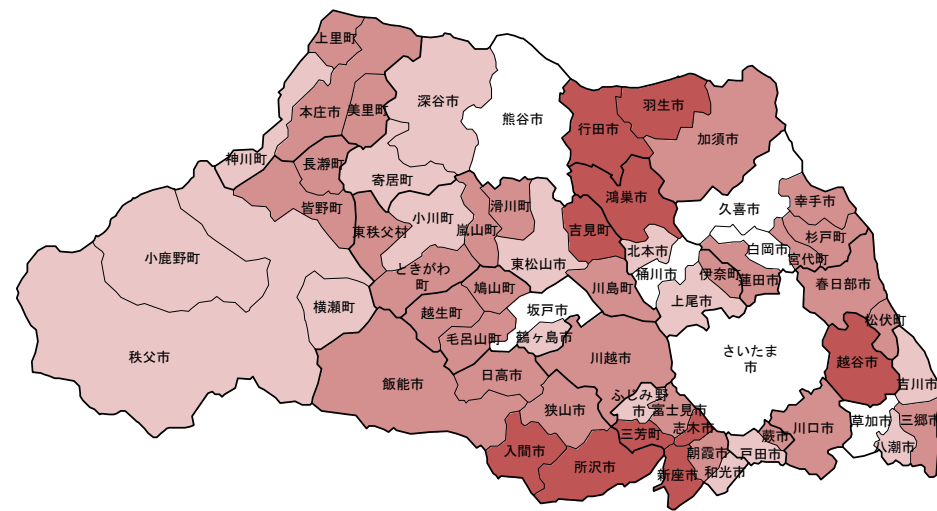 上里町
深谷市
本庄市
美里町
熊谷市
行田市
羽生市
加須市
神川町
長瀞町
寄居町
皆野町
東秩父村
小川町
嵐山町
滑川町
吉見町
鴻巣市
久喜市
幸手市
小鹿野町
ときがわ
町
東松山市
北本市
桶川市
白岡市
杉戸町
宮代町
横瀬町
鳩山町
川島町
上尾市
伊奈町
蓮田市
春日部市
秩父市
越生町
坂戸市
毛呂山町
鶴ヶ島市
松伏町
飯能市
日高市
川越市
さいたま
市
越谷市
吉川市
狭山市
ふじみ野
市
富士見市
三芳町
志木市
蕨市
川口市
草加市
三郷市
八潮市
入間市
所沢市
新座市
朝霞市
和光市
戸田市